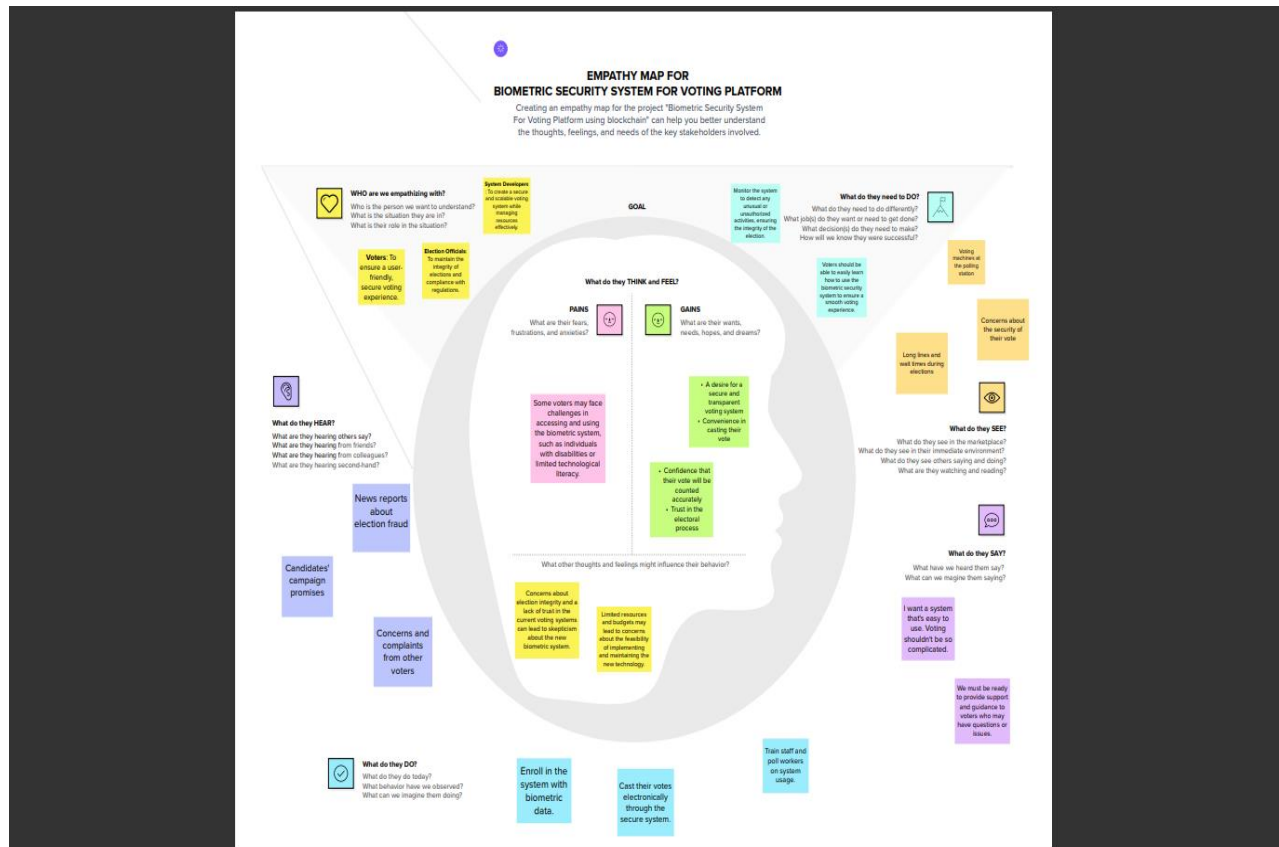 EMPATHY MAP FOR
BIOMETRIC SECURITY SYSTEM FOR VOTING PLATFORM
Creating an empathy map for the project "Biometric Security System
For Voting Platform using blockchain" can help you better understand
the thoughts, feelings, and needs of the key stakeholders involved.
WHO are we empathizing with?
Who is the person we want to understand?
What is the situation they are in?
What is their role in the situation?
System Developers
: To create a secure
and scalable voting
system while
managing
resources
effectively.
Voters: To
ensure a user-
friendly,
secure voting
experience.
Election Officials:
To maintain the
integrity of
elections and
compliance with
regulations.
GOAL
Monitor the system
to detect any
unusual or
unauthorized
activities, ensuring
the integrity of the
election.
What do they need to DO?
What do they need to do differently?
What job(s) do they want or need to get done?
What decision(s) do they need to make?
How will we know they were successful?
Voters should be
able to easily learn
how to use the
biometric security
system to ensure a
smooth voting
experience.
Voting
machines at
the polling
station
Concerns about
the security of
their vote
Long lines and
wait times during
elections
What do they SEE?
What do they see in the marketplace?
What do they see in their immediate environment?
What do they see others saying and doing?
What are they watching and reading?
What do they THINK and FEEL?
PAINS
What are their fears,
frustrations, and anxieties?
GAINS
What are their wants,
needs, hopes, and dreams?
Some voters may face
challenges in
accessing and using
the biometric system,
such as individuals
with disabilities or
limited technological
literacy.
• A desire for a
secure and
transparent
voting system
• Convenience in
casting their
vote
• Confidence that
their vote will be
counted
accurately
• Trust in the
electoral
process
What other thoughts and feelings might influence their behavior?
Concerns about
election integrity and a
lack of trust in the
current voting systems
can lead to skepticism
about the new
biometric system.
Limited resources
and budgets may
lead to concerns
about the feasibility
of implementing
and maintaining the
new technology.
What do they HEAR?
What are they hearing others say?
What are they hearing from friends?
What are they hearing from colleagues?
What are they hearing second-hand?
News reports
about
election fraud
Candidates'
campaign
promises
Concerns and
complaints
from other
voters
What do they SAY?
What have we heard them say?
What can we magine them saying?
I want a system
that's easy to
use. Voting
shouldn't be so
complicated.
We must be ready
to provide support
and guidance to
voters who may
have questions or
issues.
What do they DO?
What do they do today?
What behavior have we observed?
What can we imagine them doing?
Enroll in the
system with
biometric
data.
Cast their votes
electronically
through the
secure system.
Train staff and
poll workers
on system
usage.